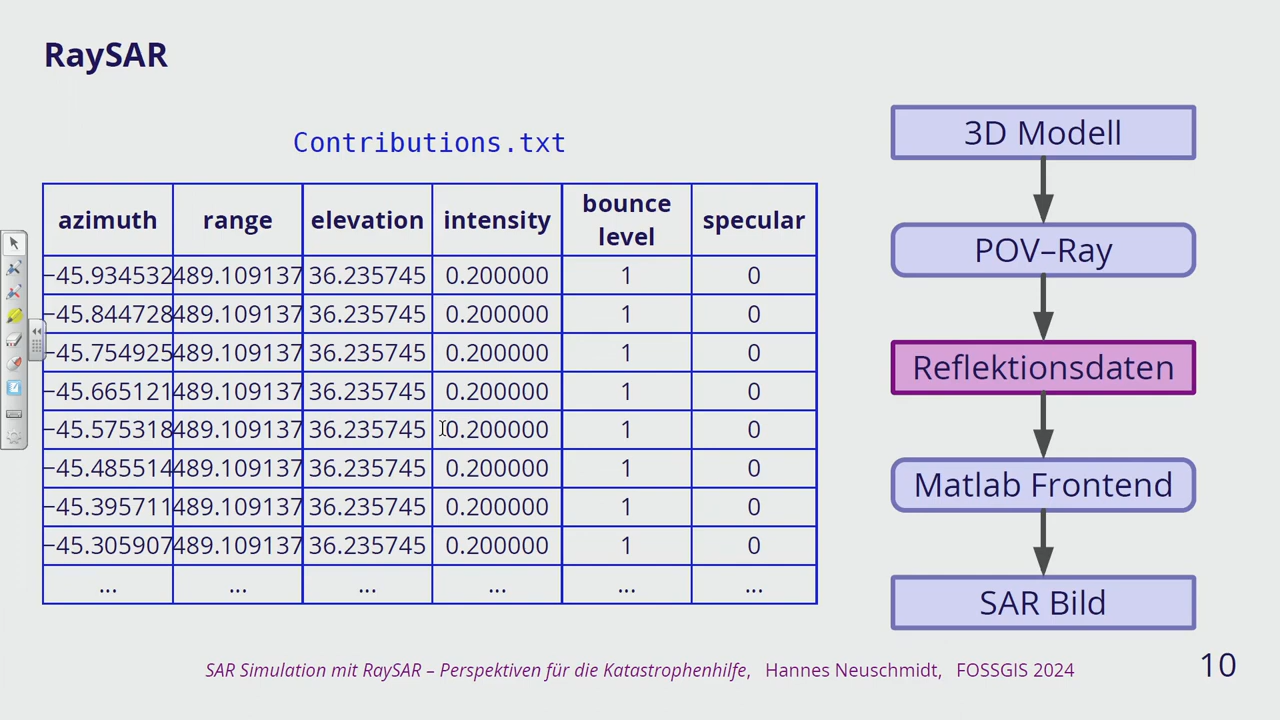 RaySAR
Contributions.txt
azimuth range elevation intensity bounce level specular
−45.934532 489.109137 36.235745 0.200000 1 0
−45.844728 489.109137 36.235745 0.200000 1 0
−45.754925 489.109137 36.235745 0.200000 1 0
−45.665121 489.109137 36.235745 0.200000 1 0
−45.575318 489.109137 36.235745 0.200000 1 0
−45.485514 489.109137 36.235745 0.200000 1 0
−45.395711 489.109137 36.235745 0.200000 1 0
−45.305907 489.109137 36.235745 0.200000 1 0
... ... ... ... ... ...
3D Modell
POV–Ray
Reflektionsdaten
Matlab Frontend
SAR Bild
SAR Simulation mit RaySAR – Perspektiven für die Katastrophenhilfe, Hannes Neuschmidt, FOSSGIS 2024
10